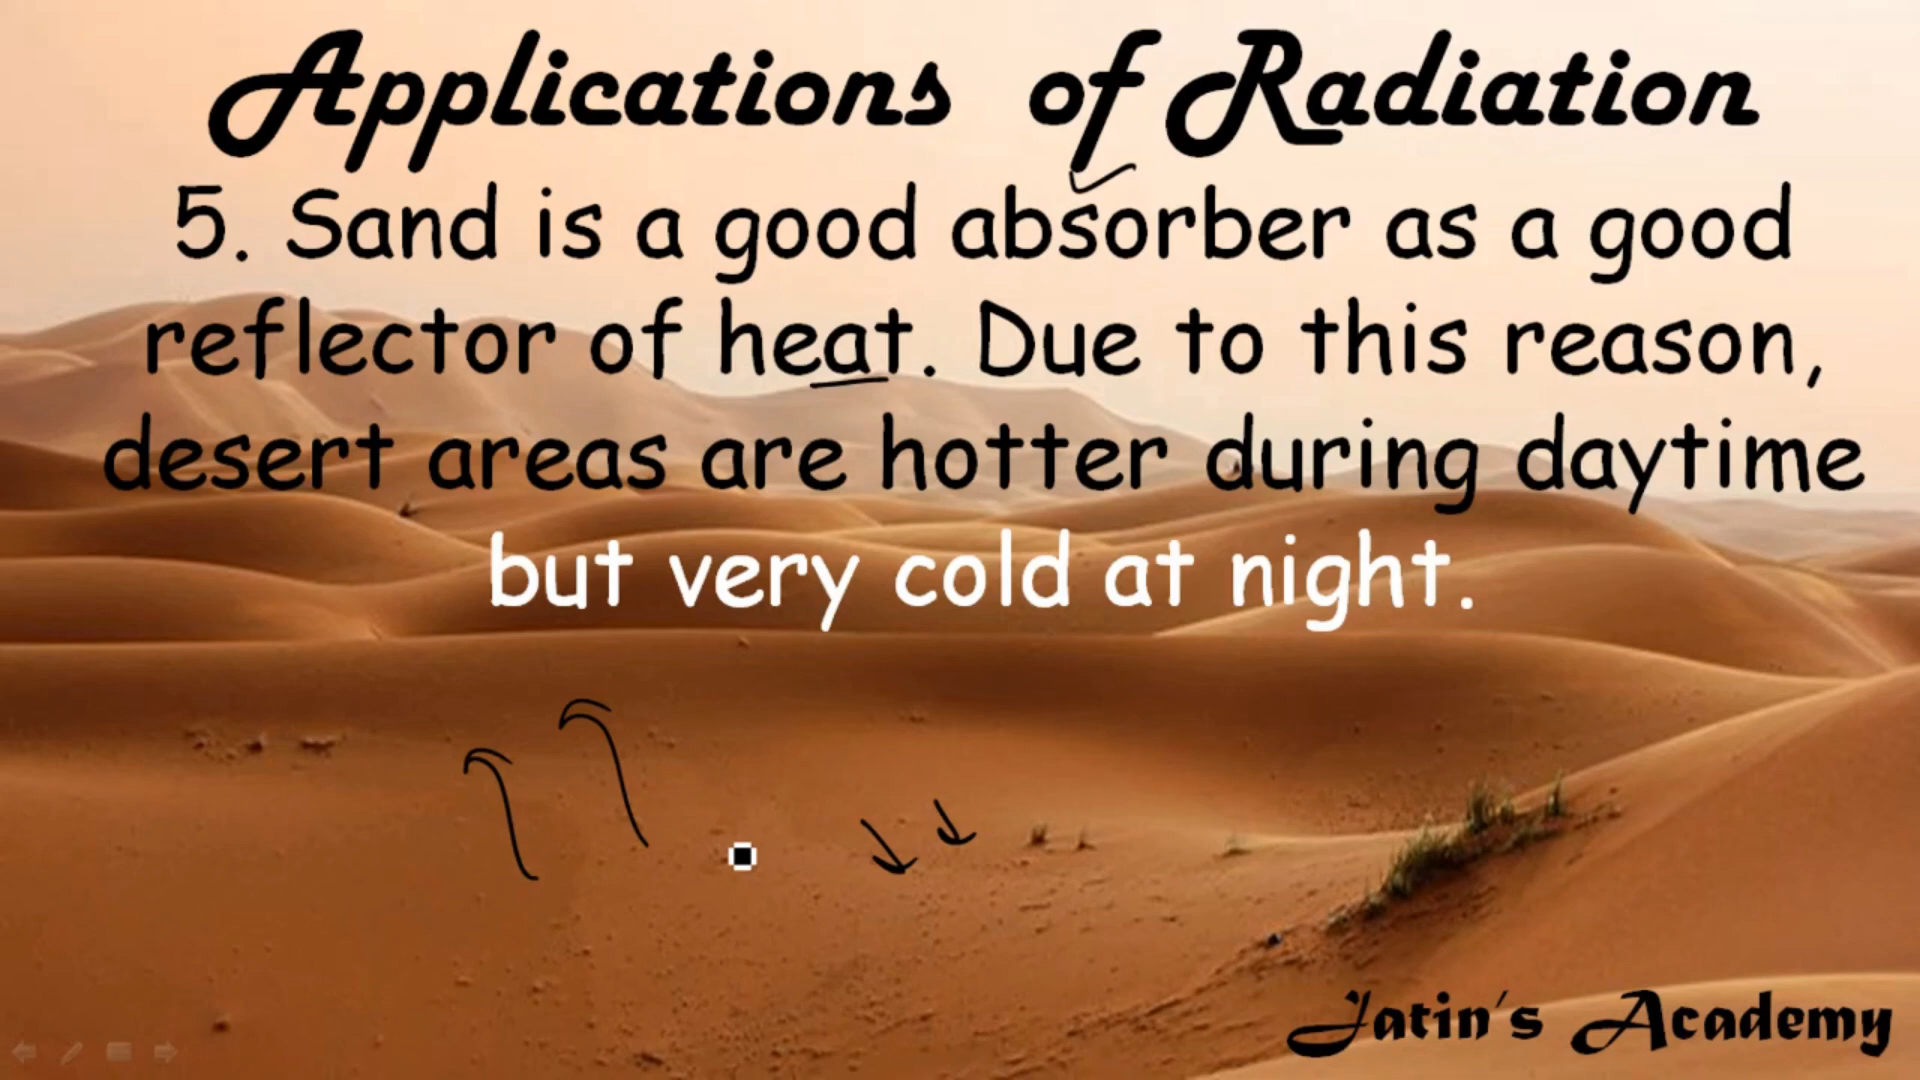 Applications of Radiation
5. Sand is a good absorber as a good
reflector of heat. Due to this reason,
desert areas are hotter during daytime
but very cold at night.
Jatin's Academy